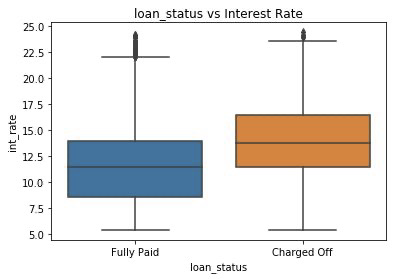 loan_status vs Interest Rate
25.0
22.5
20.0
17.5
15.0
12.5
10.0
7.5
5.0
int_rate
Fully Paid Charged Off
loan_status